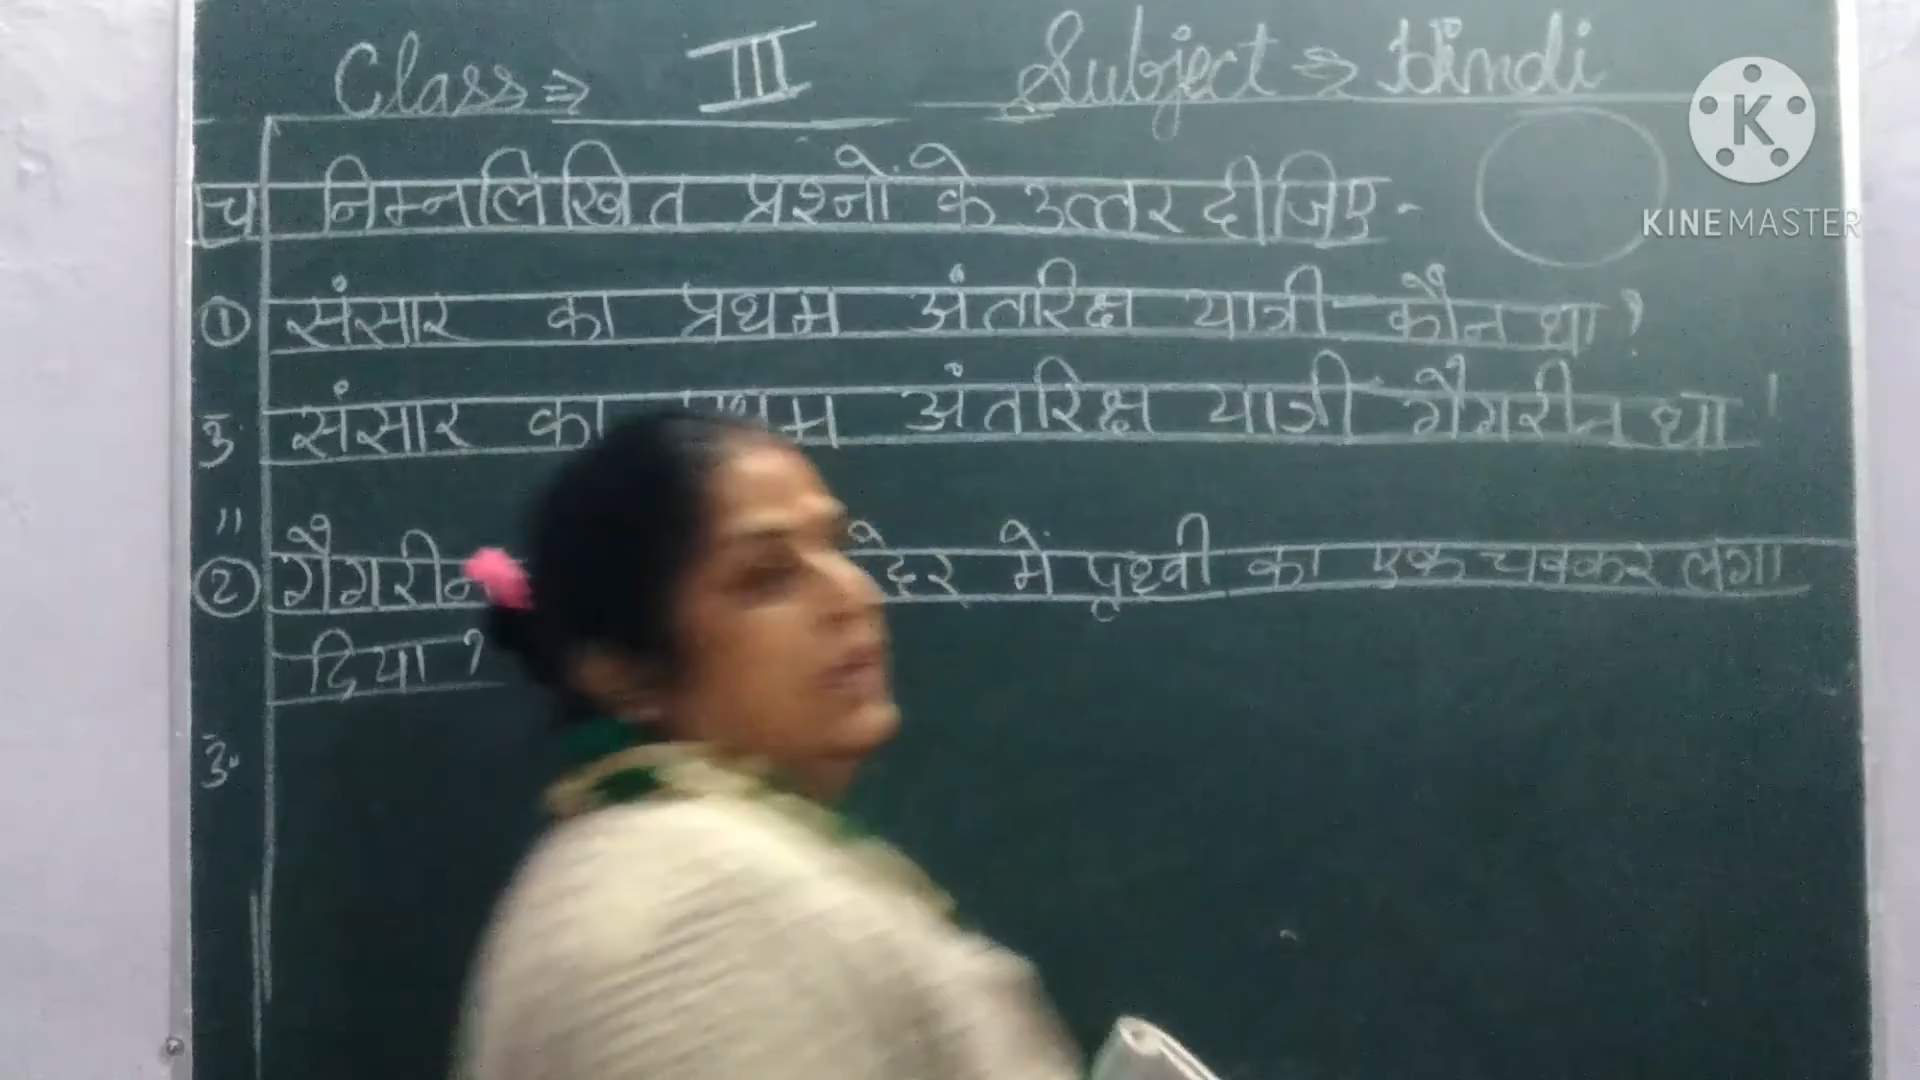 Class ⇒ III Subject ⇒ Hindi
च निम्नलिखित प्रश्नों के उत्तर दीजिए -
① संसार का प्रथम अंतरिक्ष यात्री कौन था ?
उ. संसार का प्रथम अंतरिक्ष यात्री गैगरीन था ।
② गैगरीन देर में पृथ्वी का एक चक्कर लगा
दिया ?
उ.
K
KINEMASTER